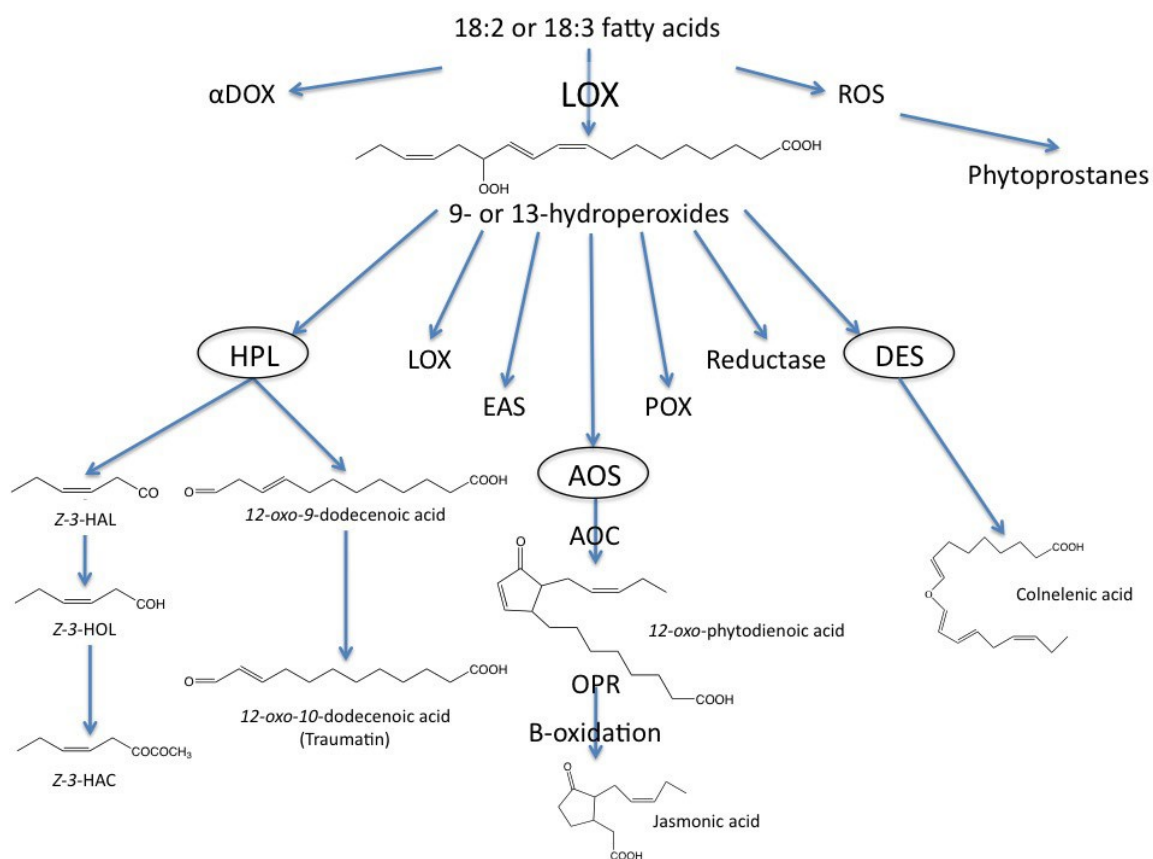 18:2 or 18:3 fatty acids
αDOX
LOX
ROS
COOH
OOH
Phytoprostanes
9- or 13-hydroperoxides
HPL
LOX
Reductase
DES
EAS
POX
AOS
CO
Z-3-HAL
O
COOH
12-oxo-9-dodecenoic acid
AOC
O
COOH
O
Colnelenic acid
COH
Z-3-HOL
12-oxo-phytodienoic acid
O
COOH
12-oxo-10-dodecenoic acid
(Traumatin)
OPR
COOH
B-oxidation
COCOCH₃
Z-3-HAC
O
Jasmonic acid
COOH